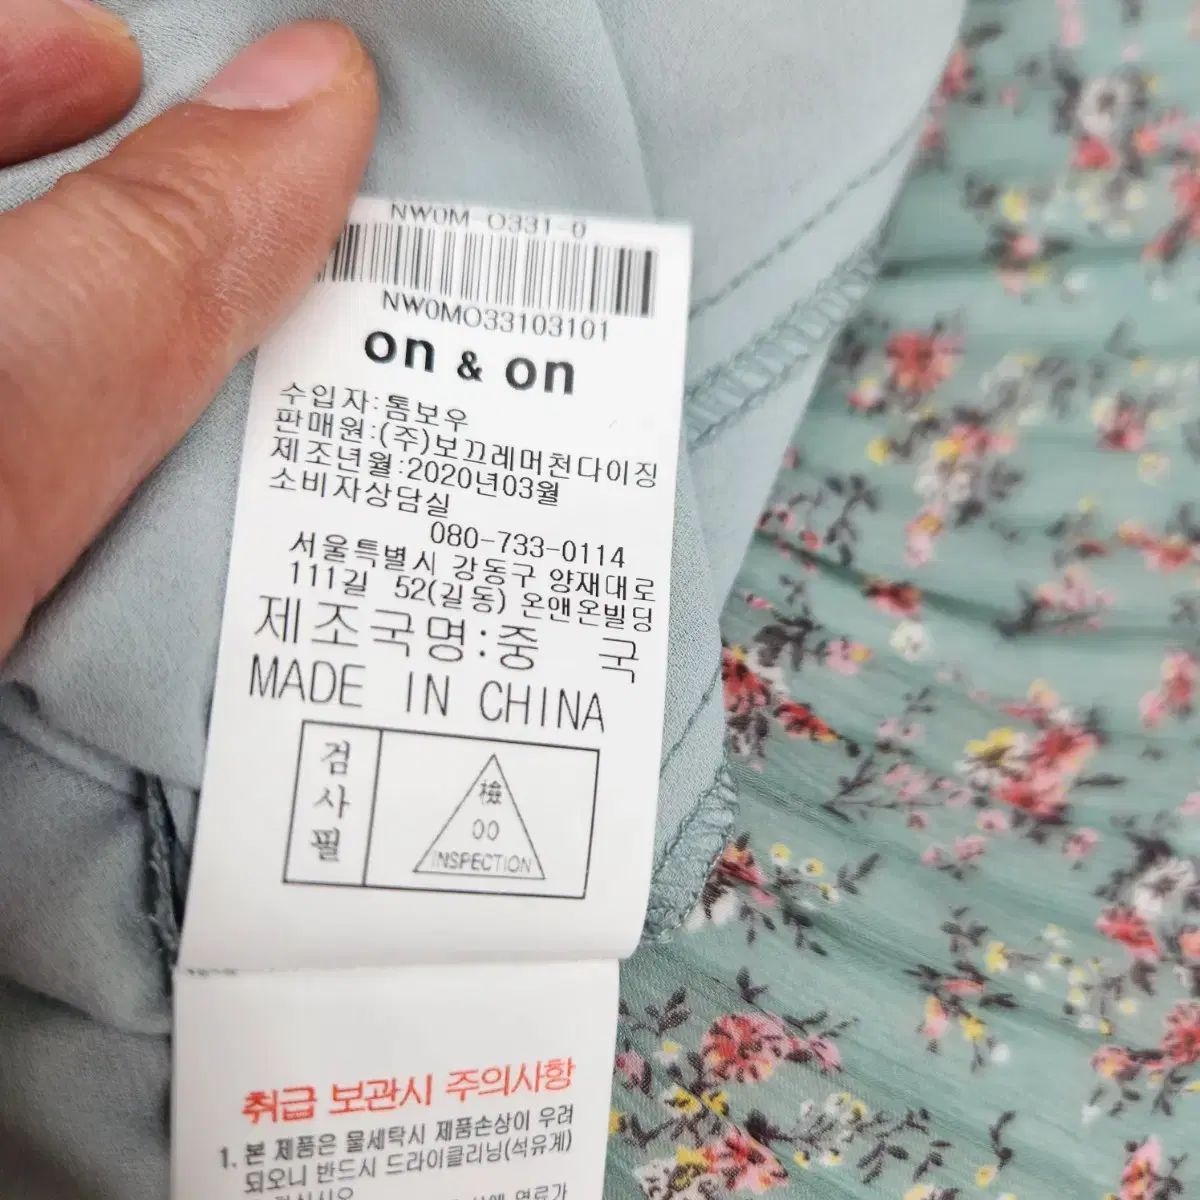 NW0M-O331-0
NW0MO33103101
on & on
수입자:톰보우
판매원:(주)보끄레머천다이징
제조년월:2020년03월
소비자상담실
080-733-0114
서울특별시 강동구 양재대로
111길 52(길동) 온앤온빌딩
제조국명:중 국
MADE IN CHINA
검사필
檢
00
INSPECTION
취급 보관시 주의사항
1. 본 제품은 물세탁시 제품손상이 우려
되오니 반드시 드라이클리닝(석유계)